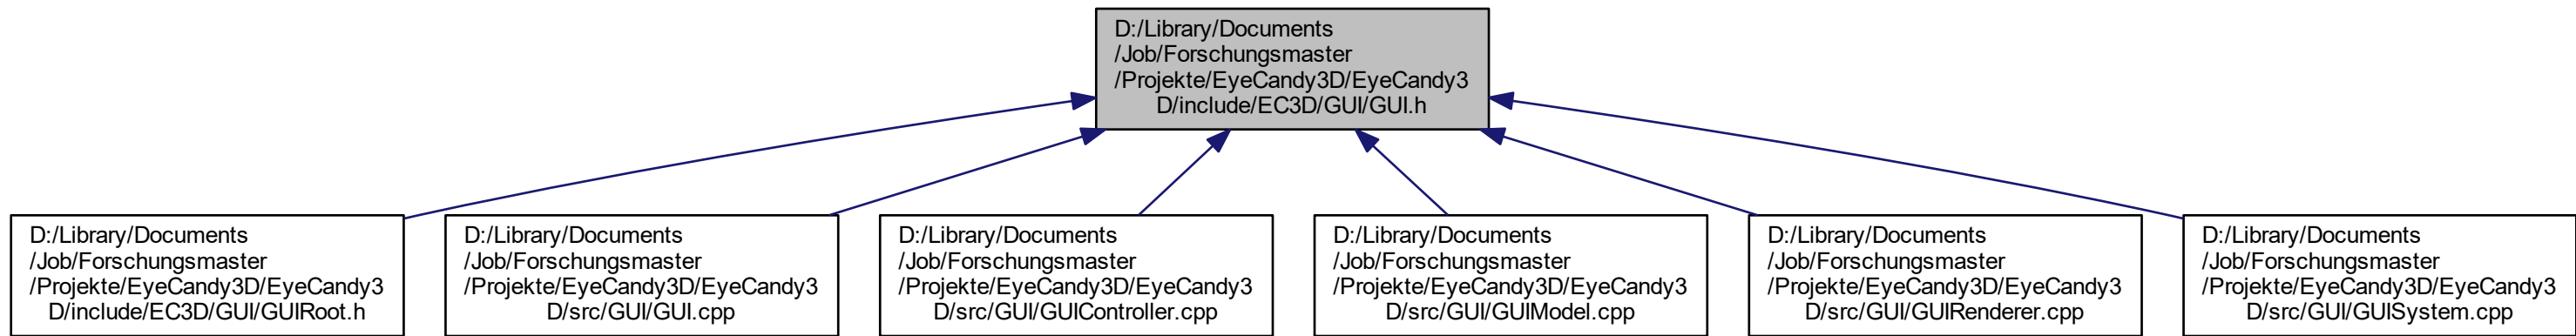 D:/Library/Documents
/Job/Forschungsmaster
/Projekte/EyeCandy3D/EyeCandy3
D/include/EC3D/GUI/GUI.h
D:/Library/Documents
/Job/Forschungsmaster
/Projekte/EyeCandy3D/EyeCandy3
D/include/EC3D/GUI/GUIRoot.h
D:/Library/Documents
/Job/Forschungsmaster
/Projekte/EyeCandy3D/EyeCandy3
D/src/GUI/GUI.cpp
D:/Library/Documents
/Job/Forschungsmaster
/Projekte/EyeCandy3D/EyeCandy3
D/src/GUI/GUIController.cpp
D:/Library/Documents
/Job/Forschungsmaster
/Projekte/EyeCandy3D/EyeCandy3
D/src/GUI/GUIModel.cpp
D:/Library/Documents
/Job/Forschungsmaster
/Projekte/EyeCandy3D/EyeCandy3
D/src/GUI/GUIRenderer.cpp
D:/Library/Documents
/Job/Forschungsmaster
/Projekte/EyeCandy3D/EyeCandy3
D/src/GUI/GUISystem.cpp